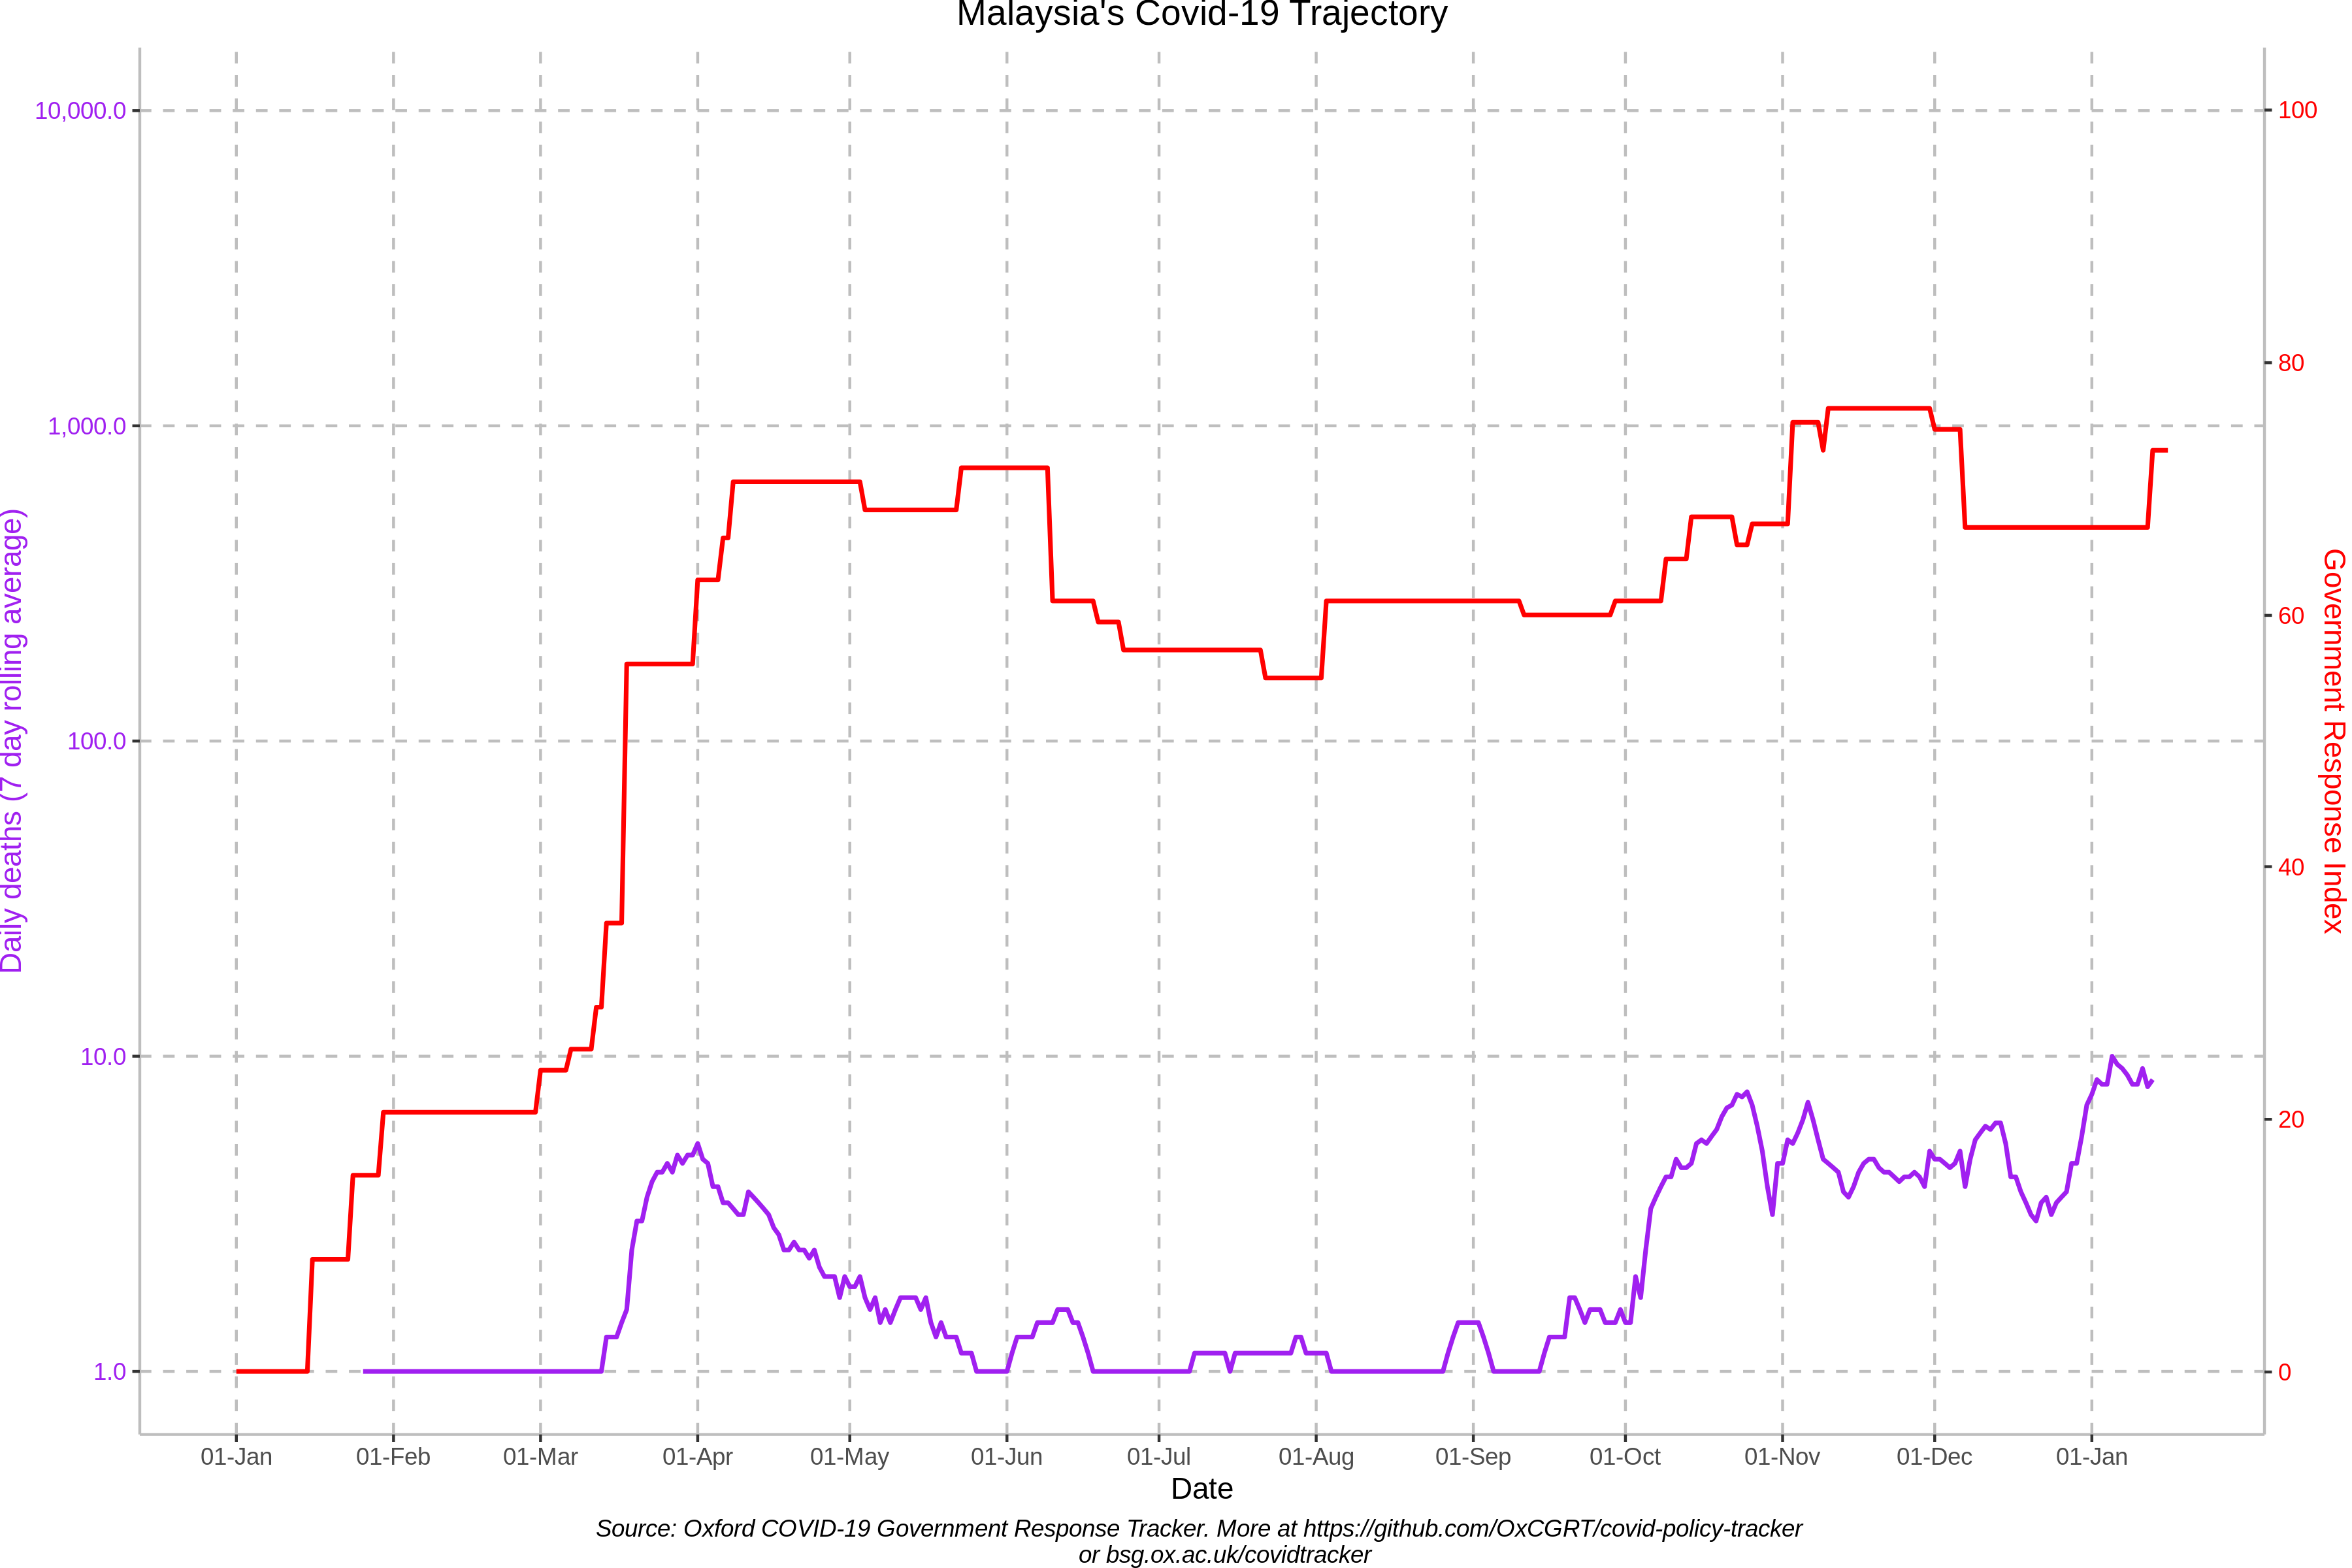 Malaysia's Covid-19 Trajectory
10,000.0
1,000.0
100.0
10.0
1.0
Daily deaths (7 day rolling average)
100
80
60
40
20
0
Government Response Index
01-Jan 01-Feb 01-Mar 01-Apr 01-May 01-Jun 01-Jul 01-Aug 01-Sep 01-Oct 01-Nov 01-Dec 01-Jan
Date
Source: Oxford COVID-19 Government Response Tracker. More at https://github.com/OxCGRT/covid-policy-tracker
or bsg.ox.ac.uk/covidtracker